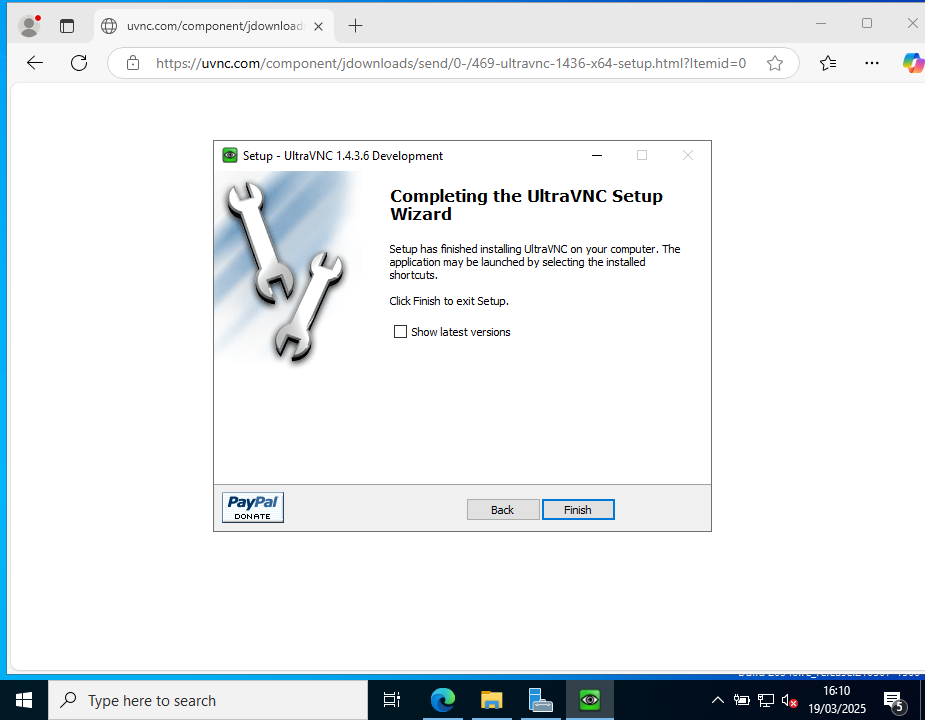 uvnc.com/component/jdownloads
https://uvnc.com/component/jdownloads/send/0-/469-ultravnc-1436-x64-setup.html?Itemid=0
Setup - UltraVNC 1.4.3.6 Development
Completing the UltraVNC Setup
Wizard
Setup has finished installing UltraVNC on your computer. The
application may be launched by selecting the installed
shortcuts.
Click Finish to exit Setup.
Show latest versions
PayPal
DONATE
Back
Finish
Type here to search
16:10
19/03/2025
5